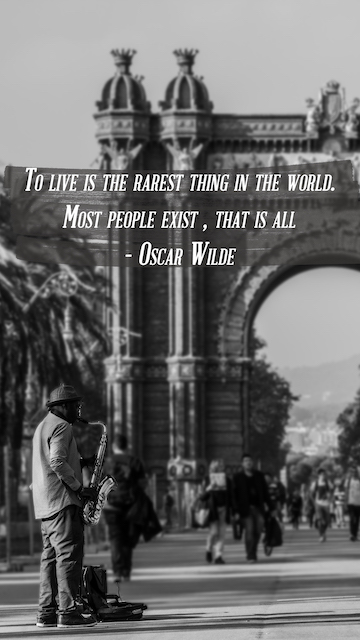 To live is the rarest thing in the world.
Most people exist , that is all
- Oscar Wilde